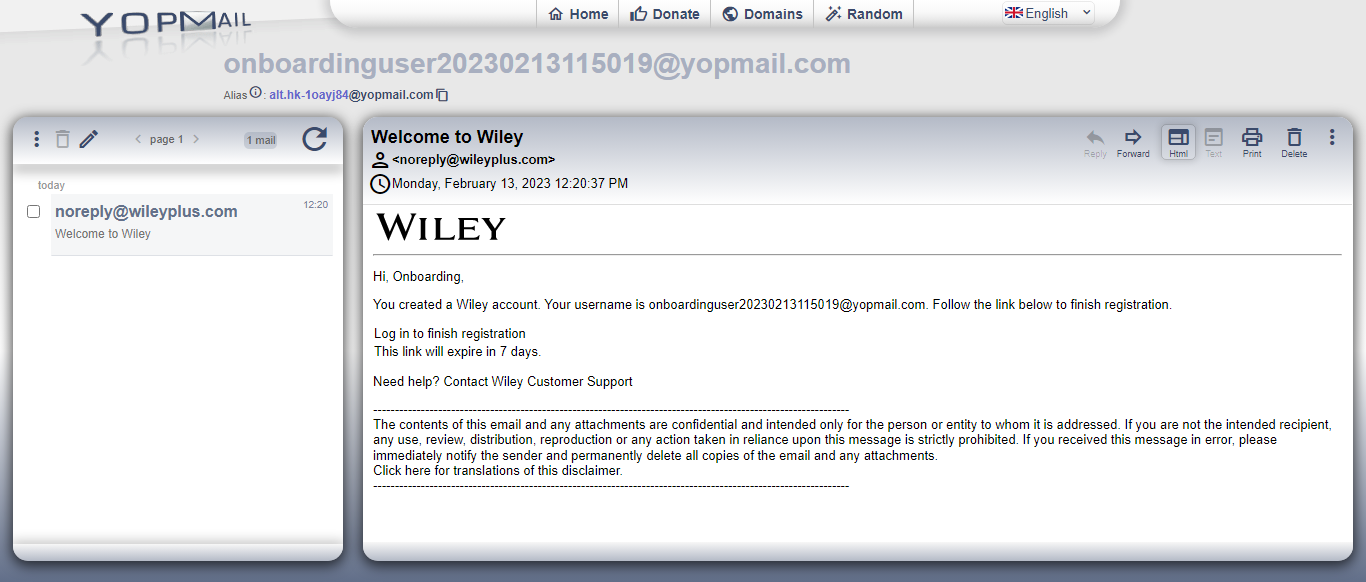 YOPMAIL
Home Donate Domains Random English
onboardinguser20230213115019@yopmail.com
Alias : alt.hk-1oayj84@yopmail.com
page 1 1 mail
today
noreply@wileyplus.com 12:20
Welcome to Wiley
Welcome to Wiley
<noreply@wileyplus.com>
Monday, February 13, 2023 12:20:37 PM
Reply Forward Html Text Print Delete
WILEY
Hi, Onboarding,
You created a Wiley account. Your username is onboardinguser20230213115019@yopmail.com. Follow the link below to finish registration.
Log in to finish registration
This link will expire in 7 days.
Need help? Contact Wiley Customer Support
--------------------------------------------------------------------------------------------------------------
The contents of this email and any attachments are confidential and intended only for the person or entity to whom it is addressed. If you are not the intended recipient,
any use, review, distribution, reproduction or any action taken in reliance upon this message is strictly prohibited. If you received this message in error, please
immediately notify the sender and permanently delete all copies of the email and any attachments.
Click here for translations of this disclaimer.
--------------------------------------------------------------------------------------------------------------